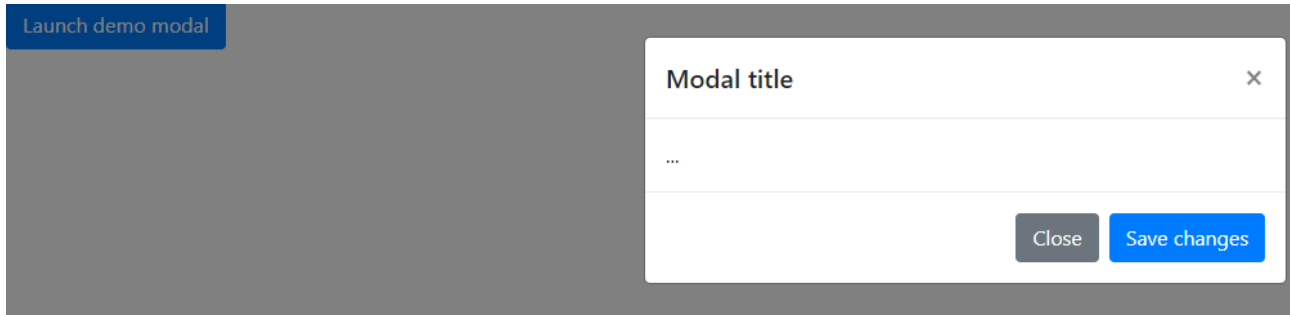 Launch demo modal
Modal title ×
...
Close Save changes